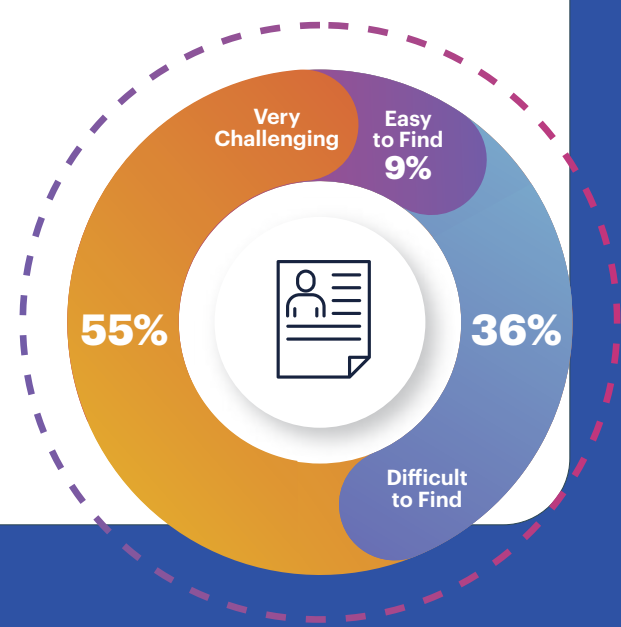 Very
Challenging
55%
Easy
to Find
9%
36%
Difficult
to Find